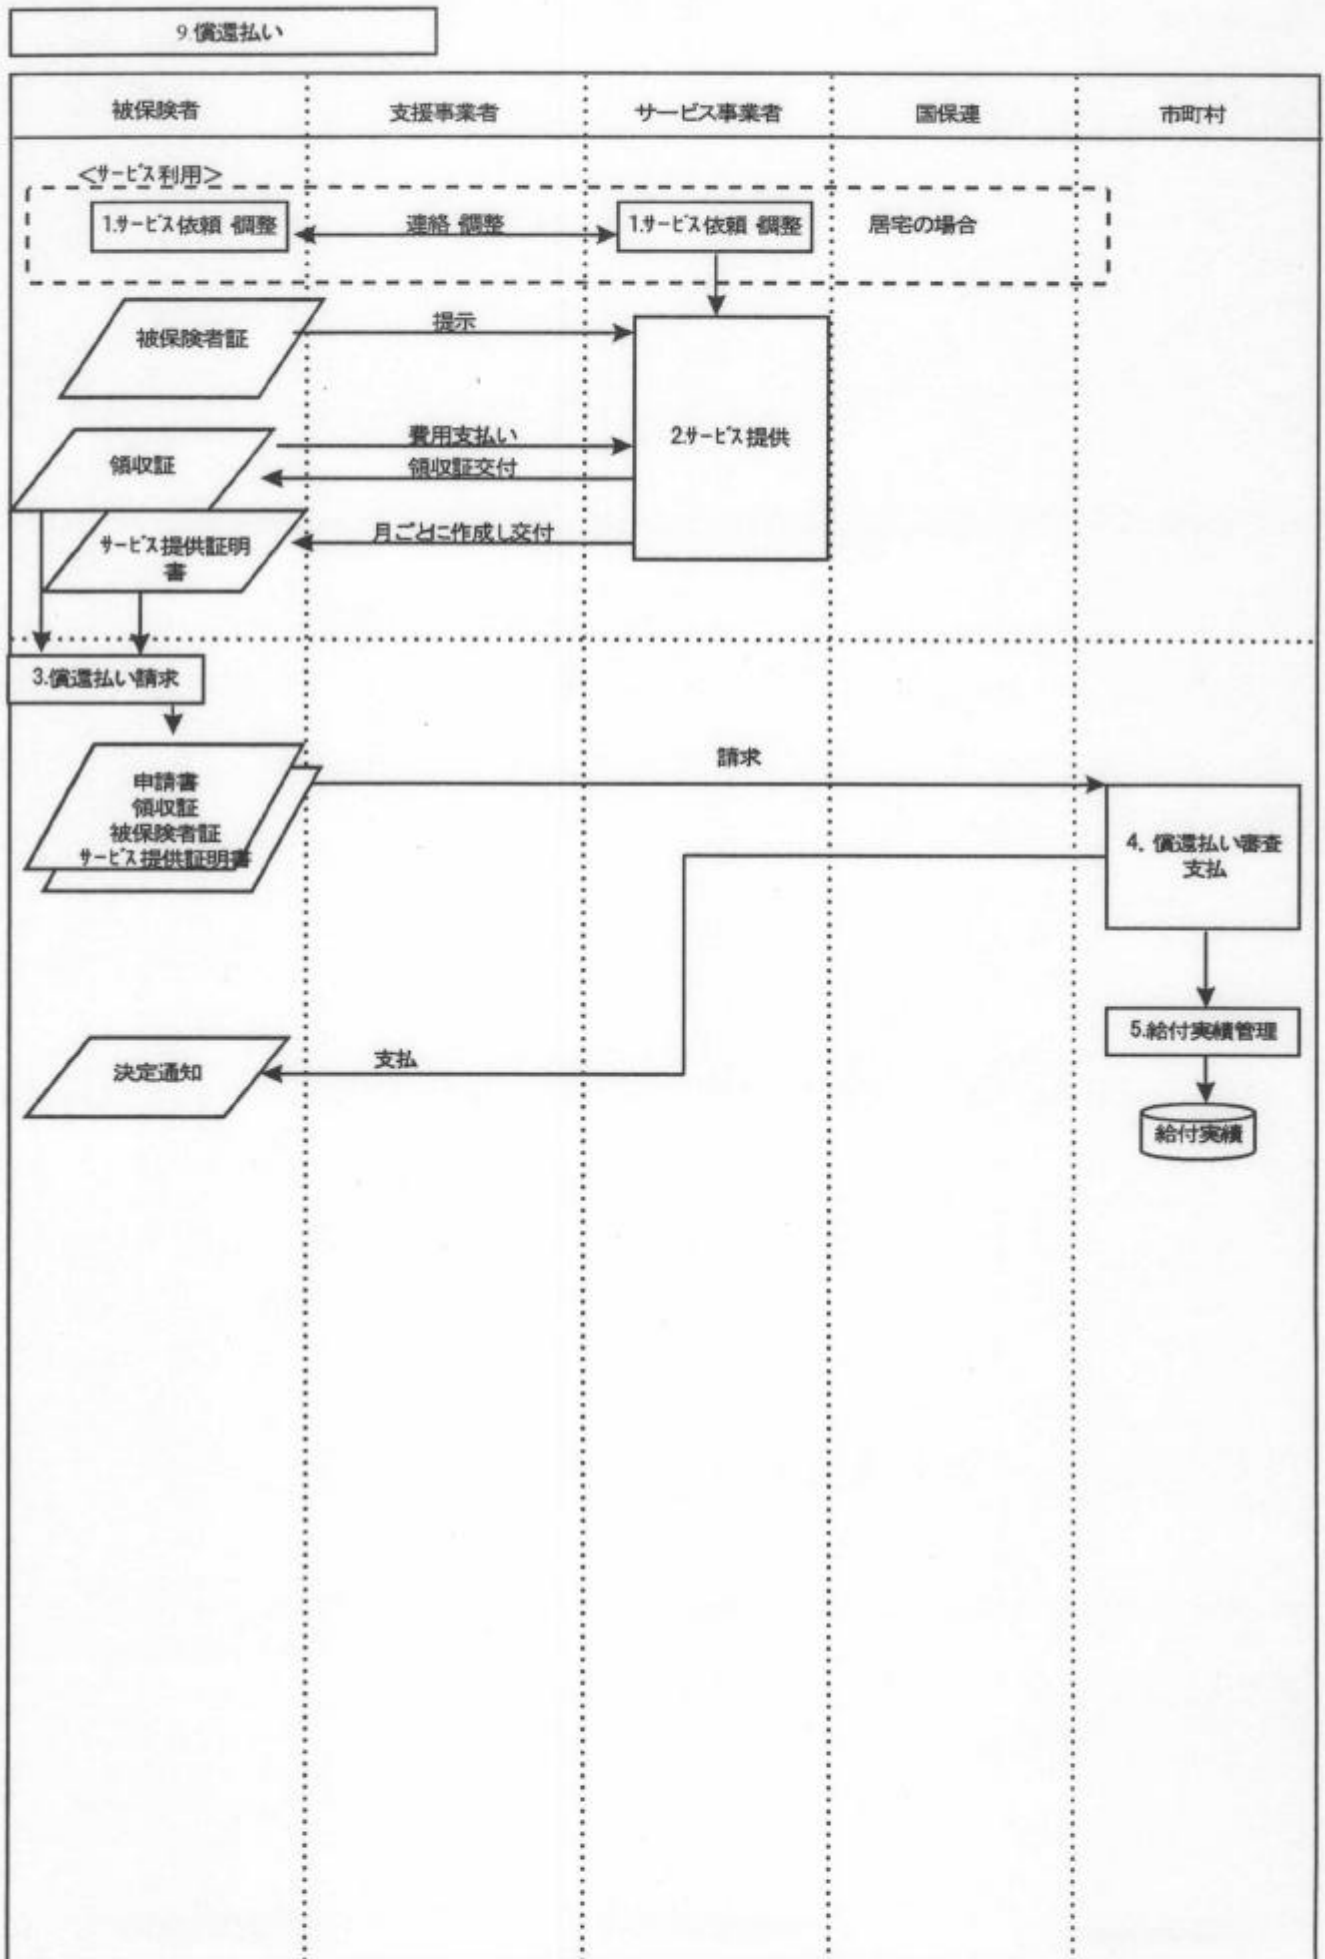 9.償還払い
被保険者 支援事業者 サービス事業者 国保連 市町村
＜ｻｰﾋﾞｽ利用＞
1.ｻｰﾋﾞｽ依頼・調整 連絡・調整 1.ｻｰﾋﾞｽ依頼・調整 居宅の場合
提示
被保険者証
費用支払い
2.ｻｰﾋﾞｽ提供
領収証
領収証交付
月ごとに作成し交付
ｻｰﾋﾞｽ提供証明
書
3.償還払い請求
請求
申請書
領収証
被保険者証
ｻｰﾋﾞｽ提供証明書
4．償還払い審査
支払
5.給付実績管理
支払
決定通知
給付実績